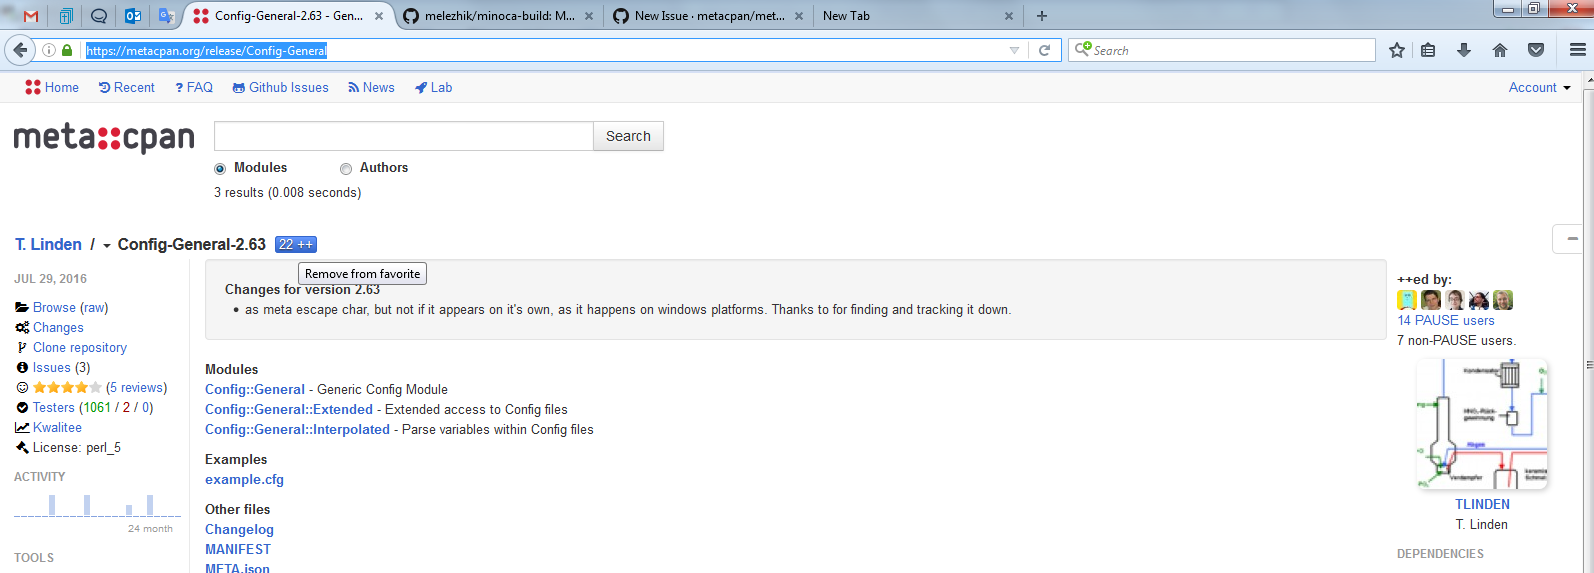 Config-General-2.63 - Gen...
melezhik/minoca-build: M...
New Issue · metacpan/met...
New Tab
https://metacpan.org/release/Config-General
Search
Home Recent ? FAQ Github Issues News Lab Account
meta::cpan
Search
Modules Authors
3 results (0.008 seconds)
T. Linden / Config-General-2.63 22 ++
Remove from favorite
JUL 29, 2016
Browse (raw)
Changes
Clone repository
Issues (3)
(5 reviews)
Testers (1061 / 2 / 0)
Kwalitee
License: perl_5
ACTIVITY
24 month
TOOLS
Changes for version 2.63
• as meta escape char, but not if it appears on it's own, as it happens on windows platforms. Thanks to for finding and tracking it down.
Modules
Config::General - Generic Config Module
Config::General::Extended - Extended access to Config files
Config::General::Interpolated - Parse variables within Config files
Examples
example.cfg
Other files
Changelog
MANIFEST
META.json
++ed by:
14 PAUSE users
7 non-PAUSE users.
Kondensator
Verdampfer
TLINDEN
T. Linden
DEPENDENCIES